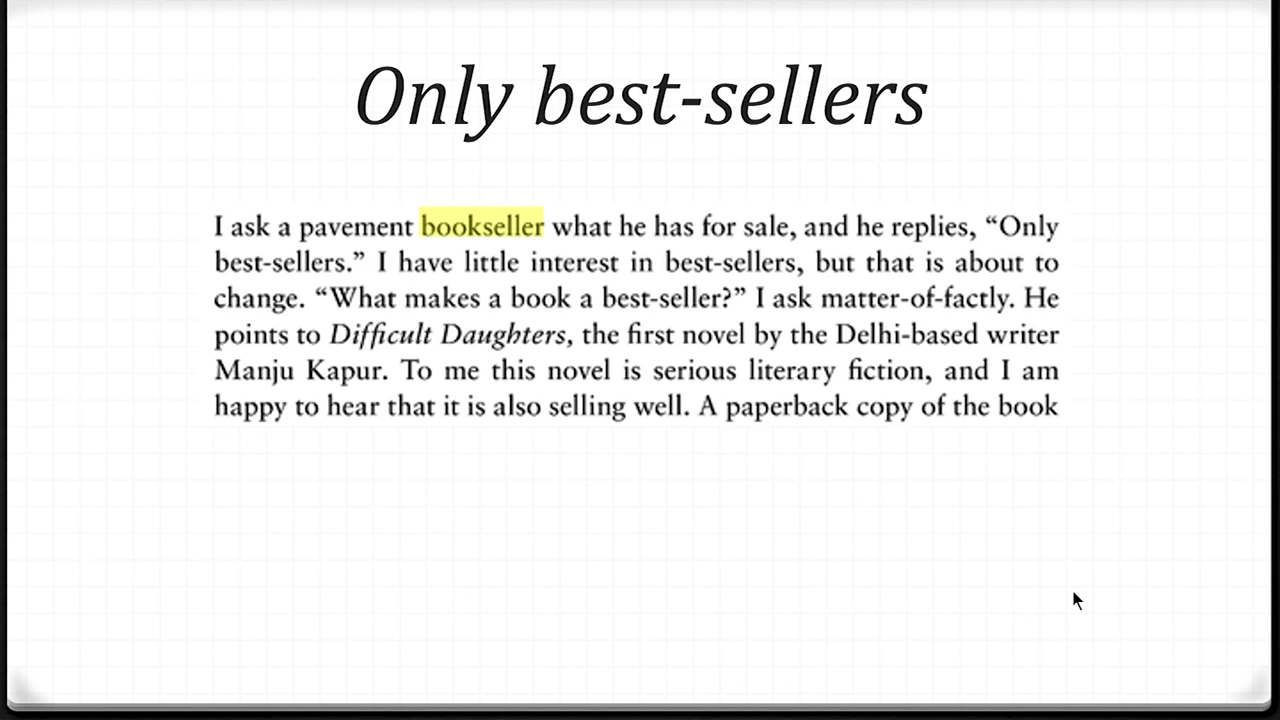 Only best-sellers
I ask a pavement bookseller what he has for sale, and he replies, “Only
best-sellers.” I have little interest in best-sellers, but that is about to
change. “What makes a book a best-seller?” I ask matter-of-factly. He
points to Difficult Daughters, the first novel by the Delhi-based writer
Manju Kapur. To me this novel is serious literary fiction, and I am
happy to hear that it is also selling well. A paperback copy of the book